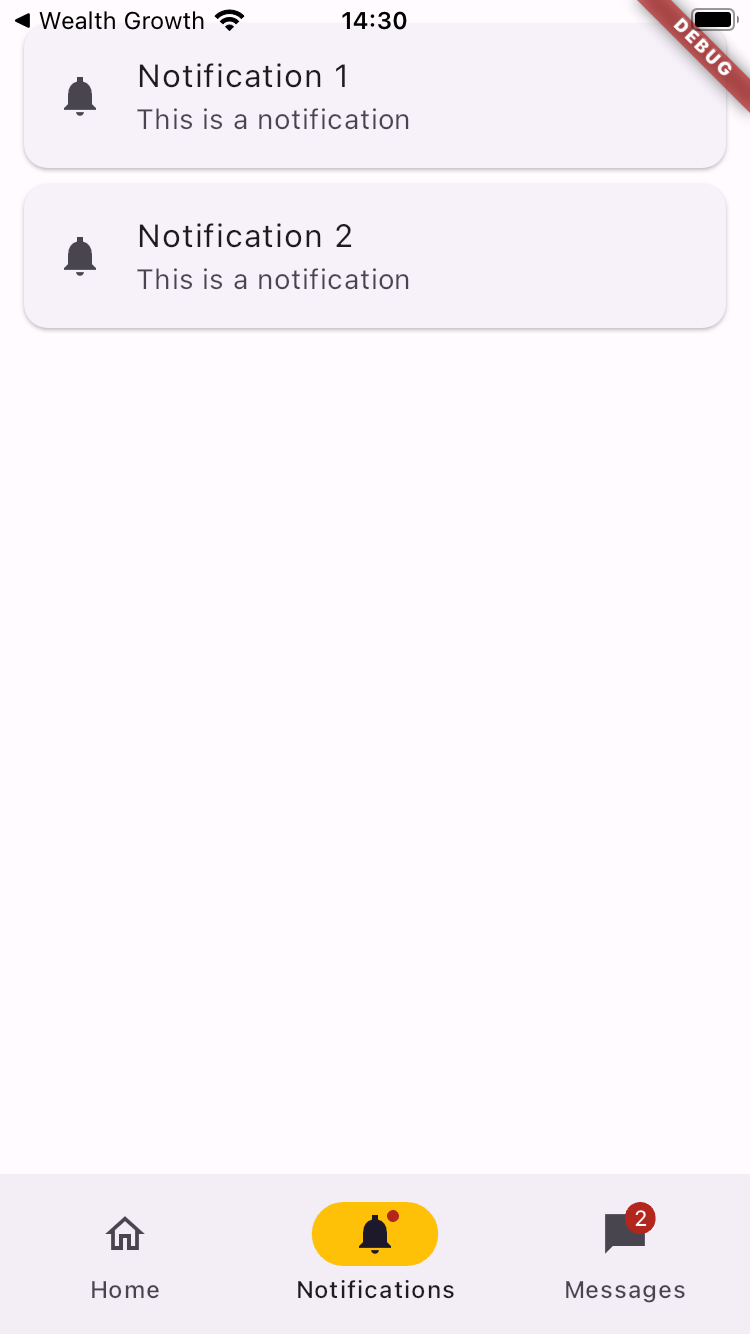 ◀ Wealth Growth 14:30
DEBUG
Notification 1
This is a notification
Notification 2
This is a notification
2
Home Notifications Messages